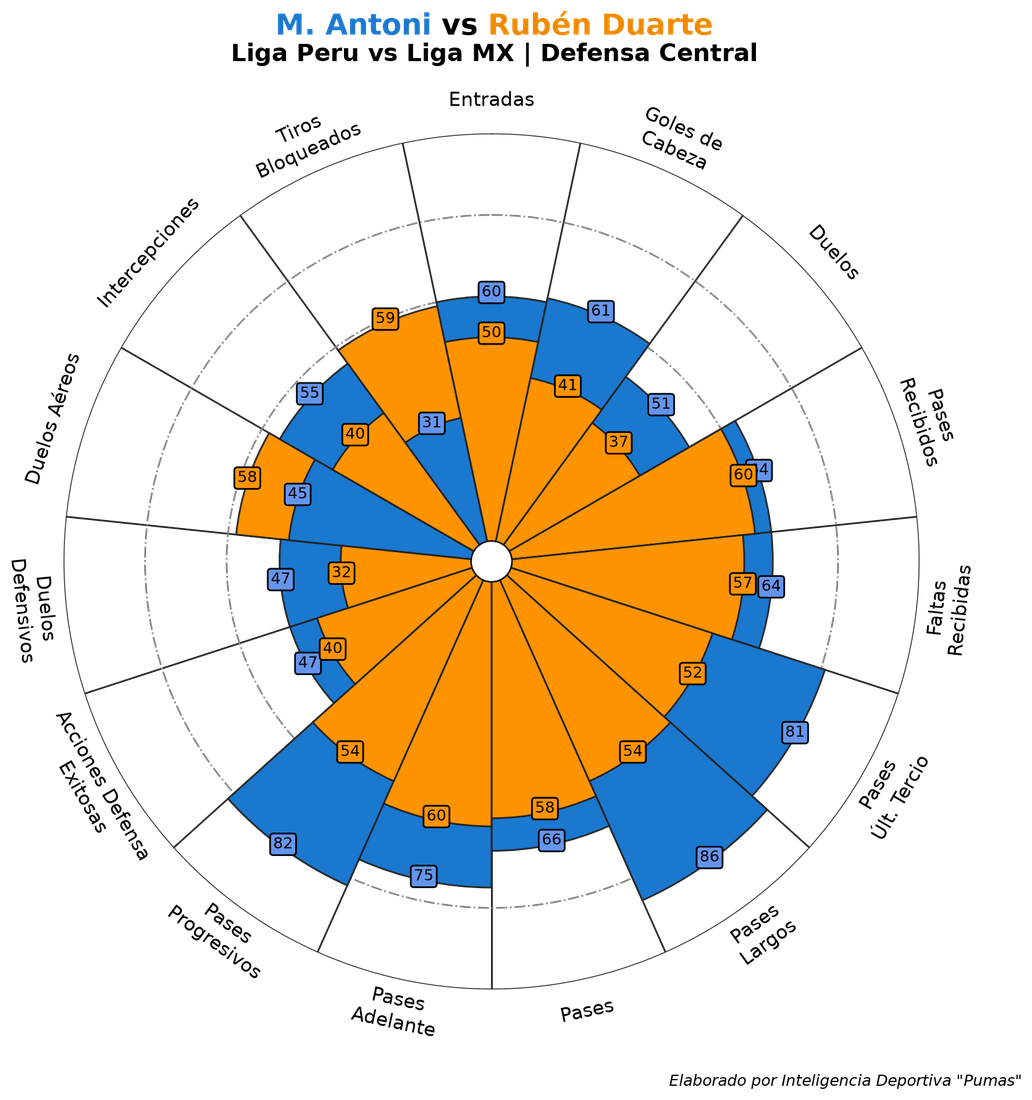 M. Antoni vs Rubén Duarte
Liga Peru vs Liga MX | Defensa Central
Entradas
60
50
Goles de
Cabeza
61
41
Duelos
51
37
Pases
Recibidos
60
Faltas
Recibidas
57
64
Pases
Últ. Tercio
52
81
Pases
Largos
54
86
Pases
58
66
Pases
Adelante
60
75
Pases
Progresivos
54
82
Acciones Defensa
Exitosas
40
47
Duelos
Defensivos
32
47
Duelos Aéreos
58
45
Intercepciones
55
40
Tiros
Bloqueados
59
31
Elaborado por Inteligencia Deportiva "Pumas"